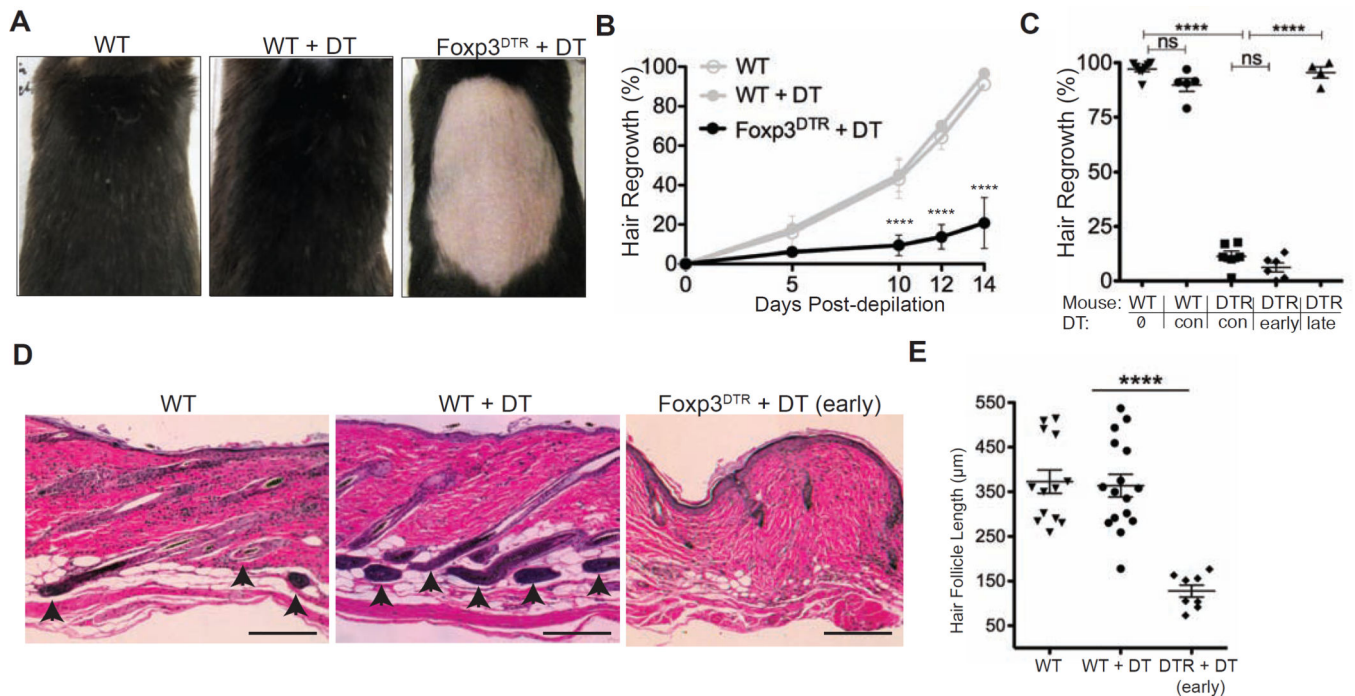 A
WT
WT + DT
Foxp3DTR + DT
B
Hair Regrowth (%)
100
80
60
40
20
0
0
5
10
12
14
Days Post-depilation
WT
WT + DT
Foxp3DTR + DT
****
****
****
C
Hair Regrowth (%)
100
75
25
0
****
****
ns
ns
Mouse: WT WT DTR DTR DTR
DT: 0 con con early late
D
WT
WT + DT
Foxp3DTR + DT (early)
E
Hair Follicle Length (µm)
550
450
350
250
150
50
****
WT
WT + DT
DTR + DT
(early)